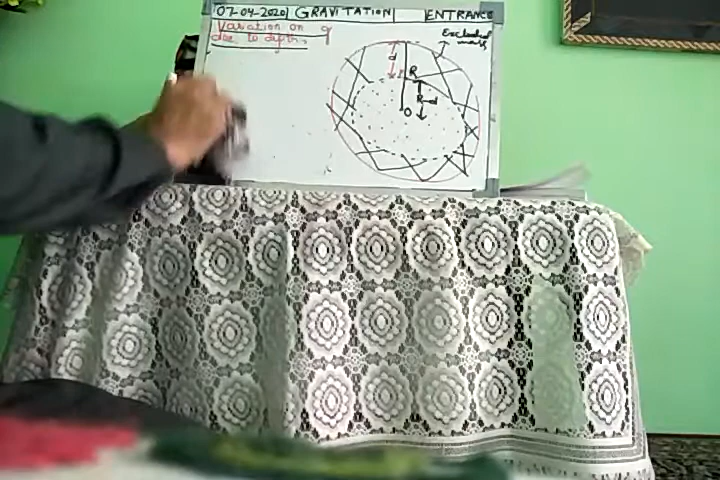 07-04-2020 GRAVITATION ENTRANCE
Variation on g
due to depth
Excluded
mass
d
R
R-d
O